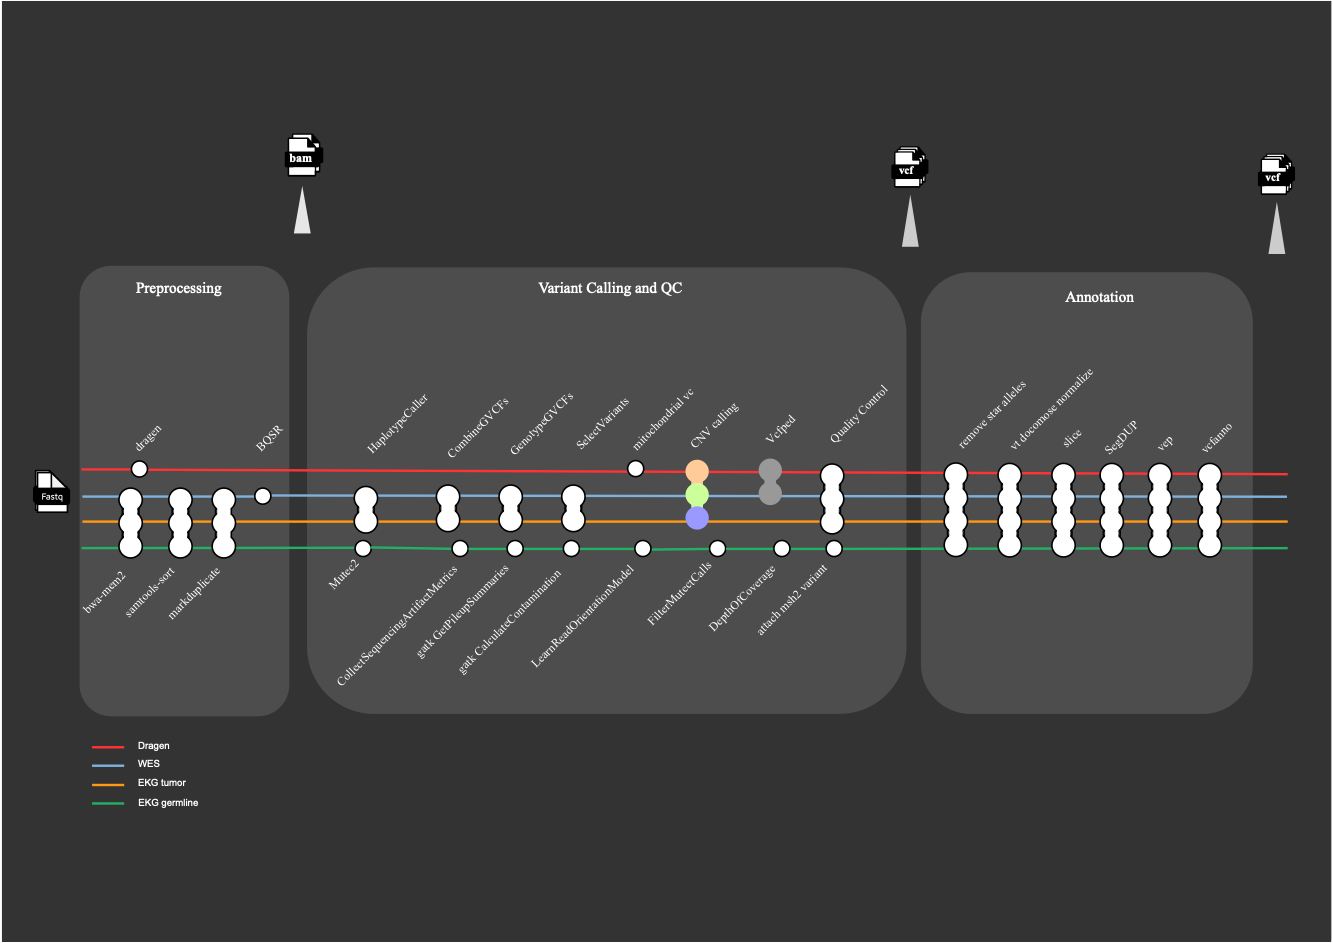 bam
vcf
vcf
Preprocessing
Variant Calling and QC
Annotation
dragen
BQSR
HaplotypeCaller
CombineGVCFs
GenotypeGVCFs
SelectVariants
mitochondrial vc
CNV calling
Vcfped
Quality Control
remove star alleles
vt docomose normalize
slice
SegDUP
vep
vcfanno
Fastq
bwa-mem2
samtools-sort
markduplicate
Mutec2
CollectSequencingArtifactMetrics
gatk GetPileupSummaries
gatk CalculateContamination
LearnReadOrientationModel
FilterMutectCalls
DepthOfCoverage
attach msh2 variant
Dragen
WES
EKG tumor
EKG germline